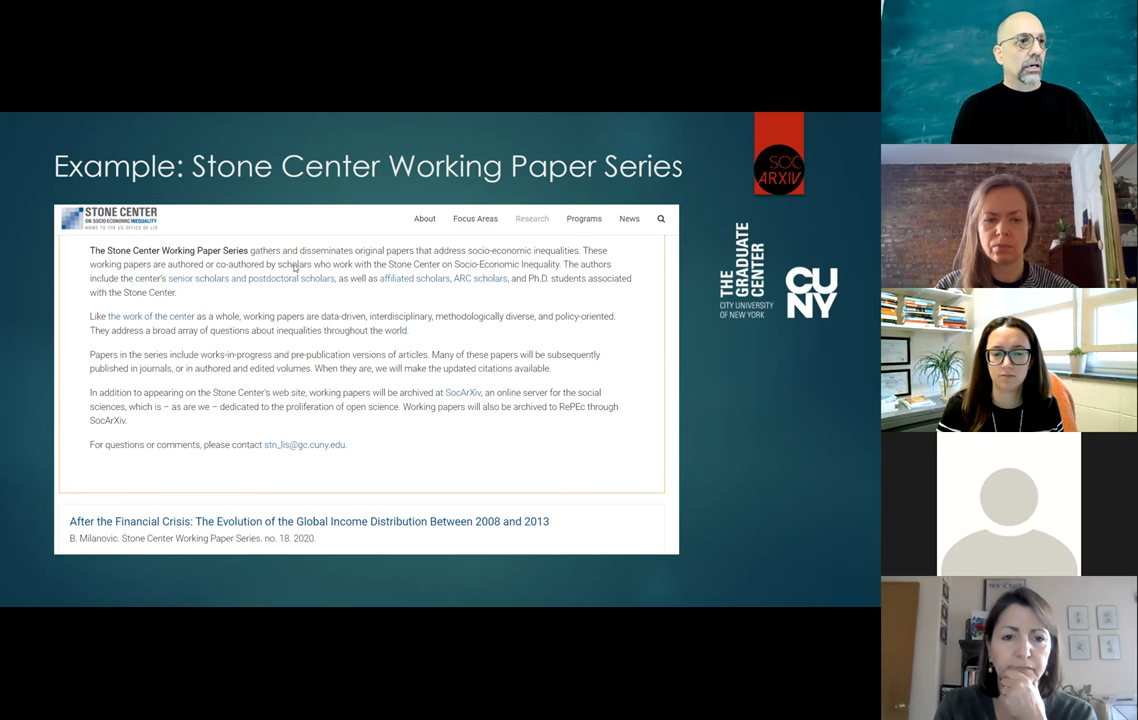 Example: Stone Center Working Paper Series
SOC
ARXIV
THE
GRADUATE
CENTER
CITY UNIVERSITY
OF NEW YORK
CU
NY
STONE CENTER
ON SOCIO-ECONOMIC INEQUALITY
HOME TO THE US OFFICE OF LIS
About Focus Areas Research Programs News
The Stone Center Working Paper Series gathers and disseminates original papers that address socio-economic inequalities. These
working papers are authored or co-authored by scholars who work with the Stone Center on Socio-Economic Inequality. The authors
include the center's senior scholars and postdoctoral scholars, as well as affiliated scholars, ARC scholars, and Ph.D. students associated
with the Stone Center.
Like the work of the center as a whole, working papers are data-driven, interdisciplinary, methodologically diverse, and policy-oriented.
They address a broad array of questions about inequalities throughout the world.
Papers in the series include works-in-progress and pre-publication versions of articles. Many of these papers will be subsequently
published in journals, or in authored and edited volumes. When they are, we will make the updated citations available.
In addition to appearing on the Stone Center's web site, working papers will be archived at SocArXiv, an online server for the social
sciences, which is – as are we – dedicated to the proliferation of open science. Working papers will also be archived to RePEc through
SocArXiv.
For questions or comments, please contact stn_lis@gc.cuny.edu.
After the Financial Crisis: The Evolution of the Global Income Distribution Between 2008 and 2013
B. Milanovic. Stone Center Working Paper Series. no. 18. 2020.